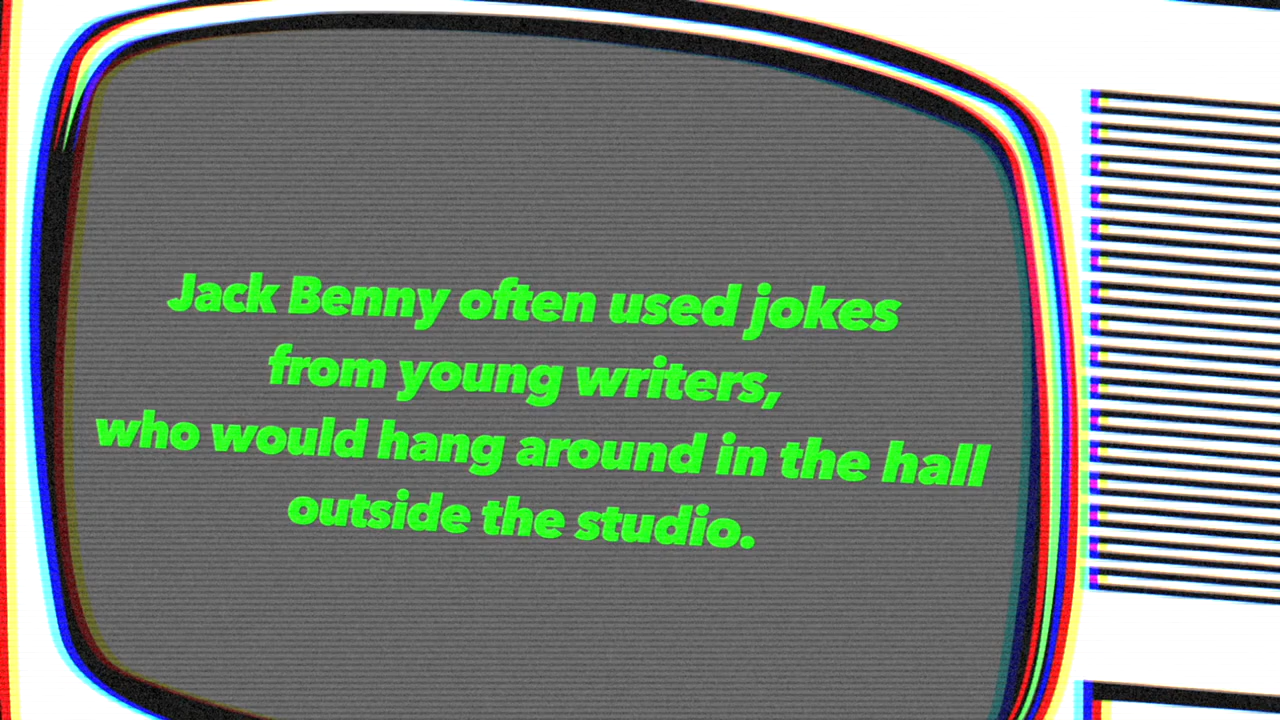 Jack Benny often used jokes
from young writers,
who would hang around in the hall
outside the studio.